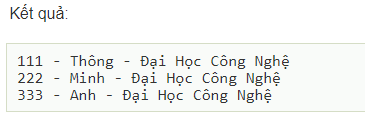 Kết quả:
111 - Thông - Đại Học Công Nghệ
222 - Minh - Đại Học Công Nghệ
333 - Anh - Đại Học Công Nghệ